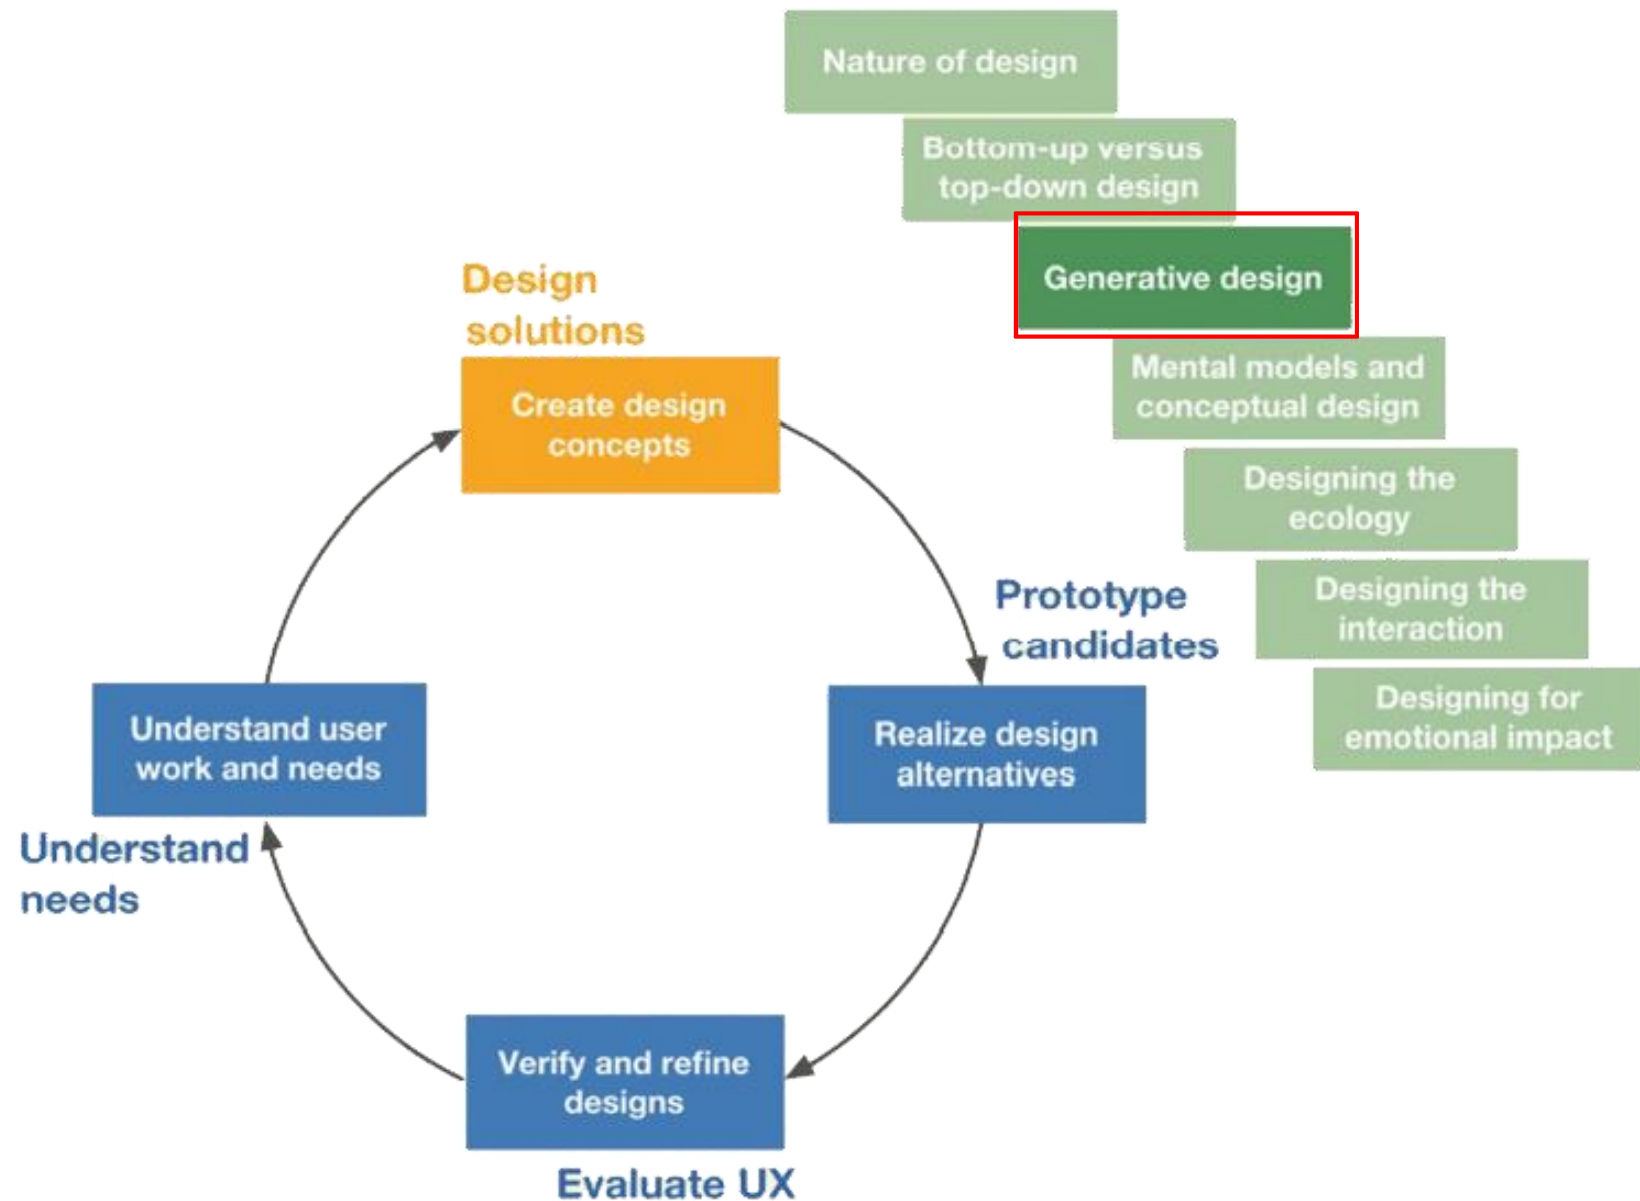 Nature of design
Bottom-up versus
top-down design
Generative design
Mental models and
conceptual design
Designing the
ecology
Designing the
interaction
Designing for
emotional impact
Design
solutions
Create design
concepts
Prototype
candidates
Realize design
alternatives
Understand user
work and needs
Understand
needs
Verify and refine
designs
Evaluate UX